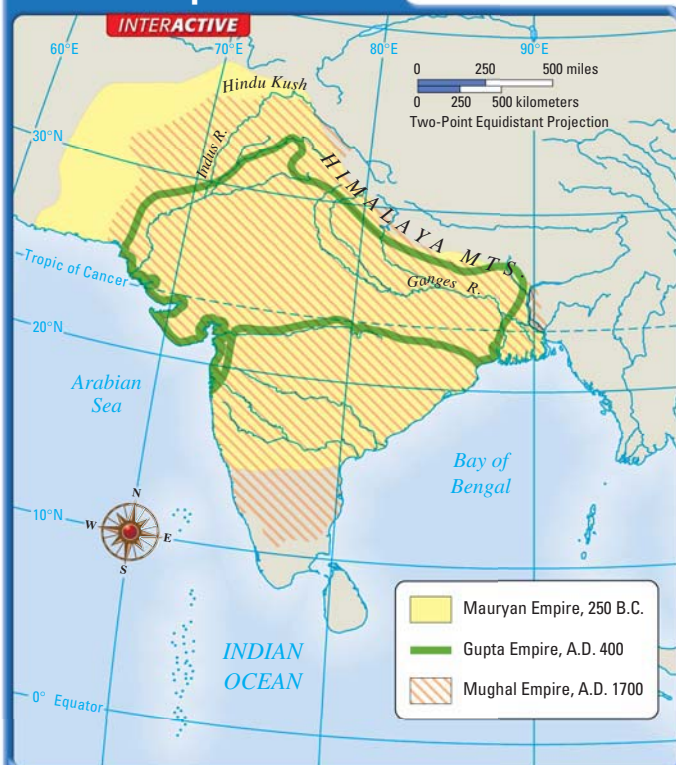 INTERACTIVE
60°E
70°E
80°E
90°E
0 250 500 miles
0 250 500 kilometers
Two-Point Equidistant Projection
Hindu Kush
30°N
Indus R.
HIMALAYA MTS.
Ganges R.
Tropic of Cancer
20°N
Arabian
Sea
Bay of
Bengal
10°N
N
W
E
S
INDIAN
OCEAN
0° Equator
Mauryan Empire, 250 B.C.
Gupta Empire, A.D. 400
Mughal Empire, A.D. 1700